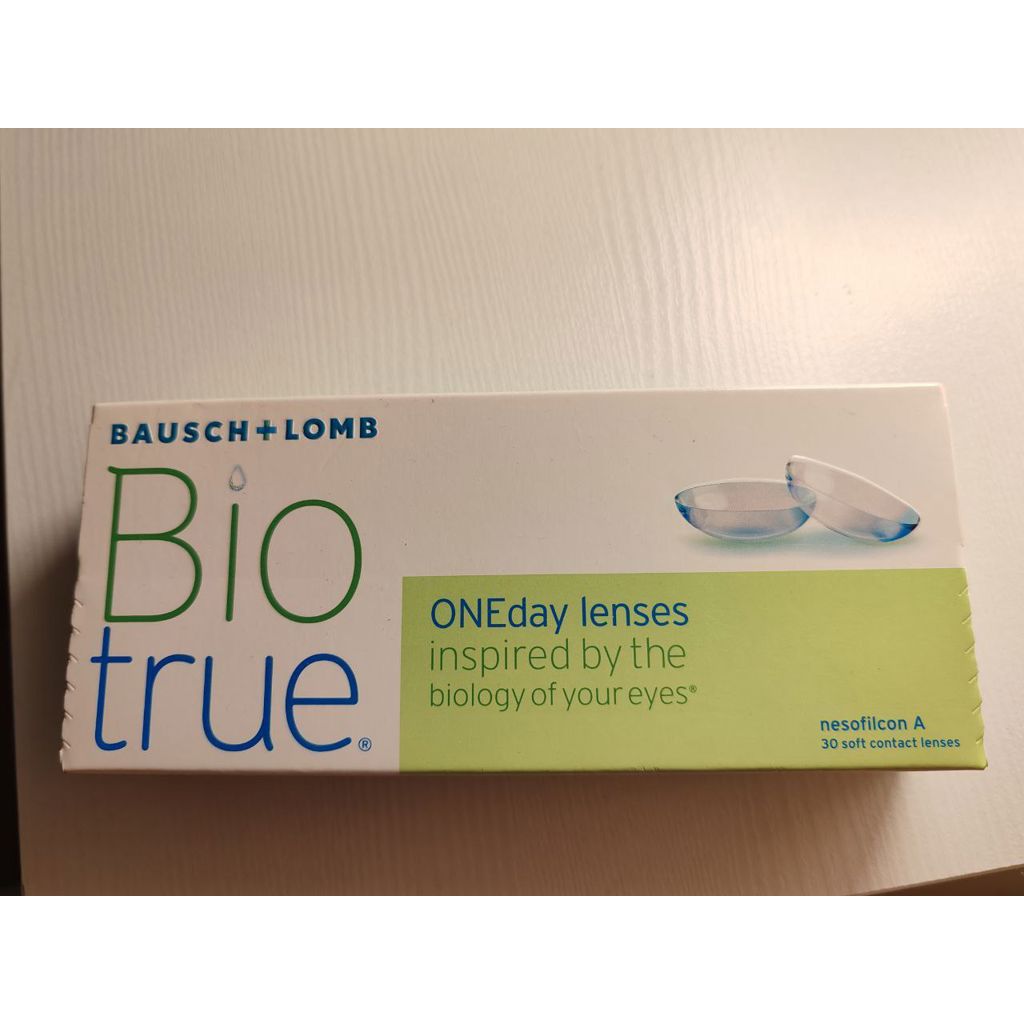 BAUSCH+LOMB
Bio
true®
ONEday lenses
inspired by the
biology of your eyes®
nesofilcon A
30 soft contact lenses